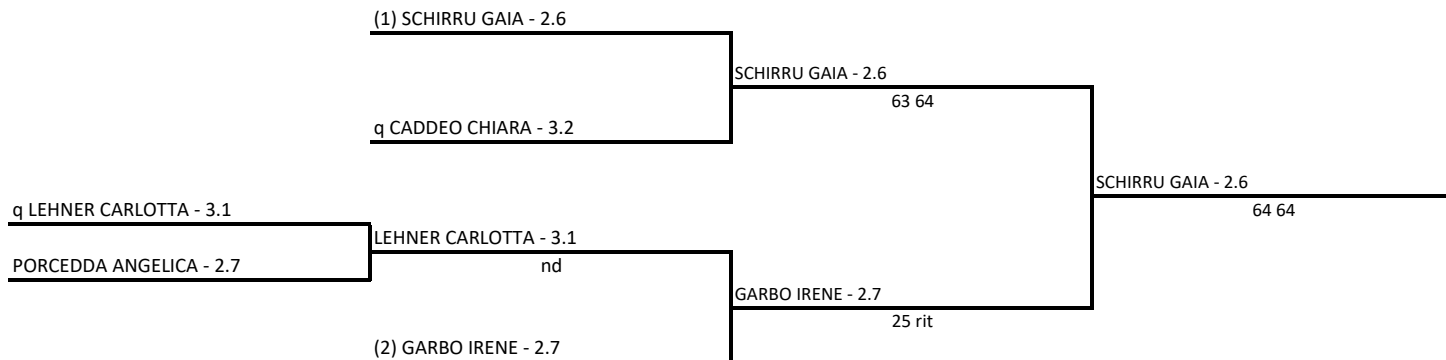 (1) SCHIRRU GAIA - 2.6
SCHIRRU GAIA - 2.6
63 64
q CADDEO CHIARA - 3.2
SCHIRRU GAIA - 2.6
64 64
q LEHNER CARLOTTA - 3.1
LEHNER CARLOTTA - 3.1
nd
PORCEDDA ANGELICA - 2.7
GARBO IRENE - 2.7
25 rit
(2) GARBO IRENE - 2.7